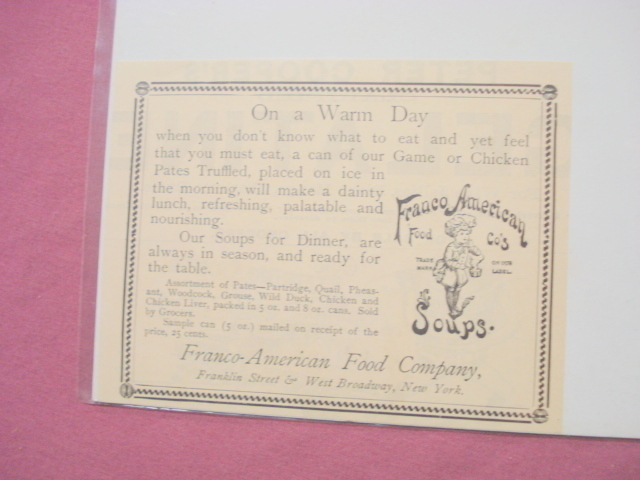 On a Warm Day
when you don't know what to eat and yet feel
that you must eat, a can of our Game or Chicken
Pates Truffled, placed on ice in
the morning, will make a dainty
lunch, refreshing, palatable and
nourishing.
Our Soups for Dinner, are
always in season, and ready for
the table.
Assortment of Pates—Partridge, Quail, Pheas-
ant, Woodcock, Grouse, Wild Duck, Chicken and
Chicken Liver, packed in 5 oz. and 8 oz. cans. Sold
by Grocers.
Sample can (5 oz.) mailed on receipt of the
price, 25 cents.
Franco American
Food Co's
TRADE MARK
ON OUR LABEL.
Soups.
Franco-American Food Company,
Franklin Street & West Broadway, New York.